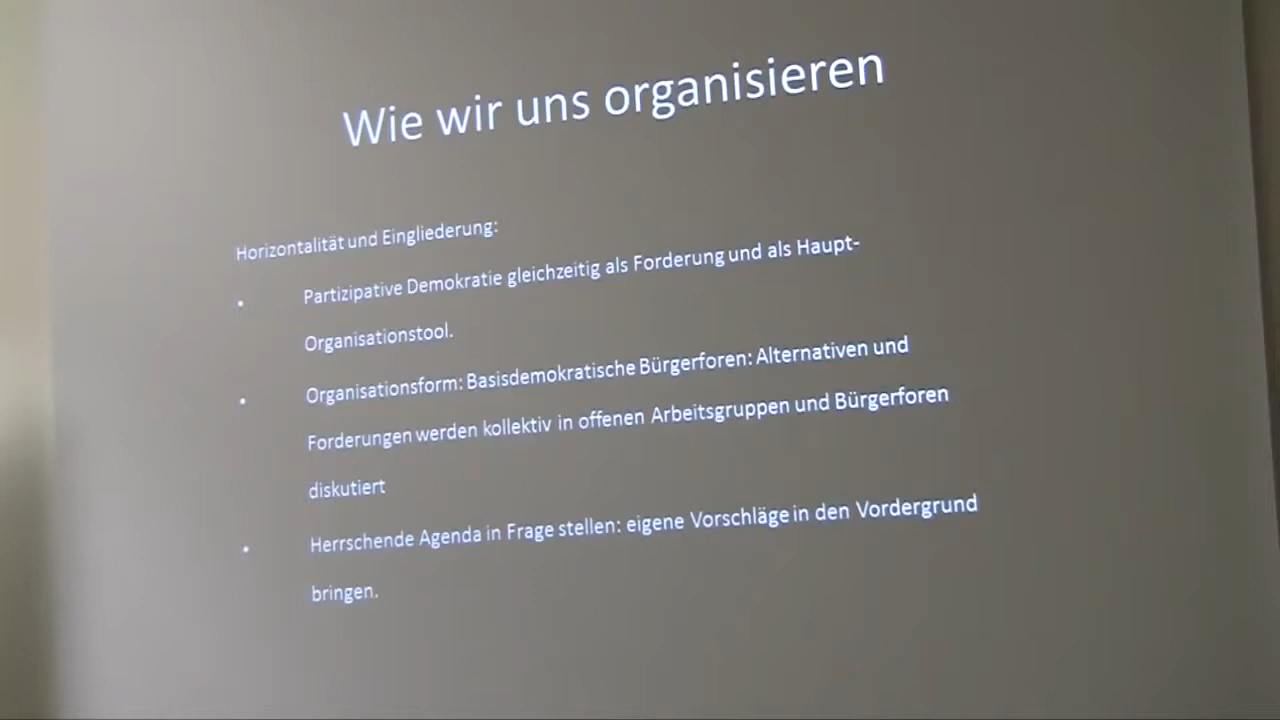 Wie wir uns organisieren
Horizontalität und Eingliederung:
• Partizipative Demokratie gleichzeitig als Forderung und als Haupt-
Organisationstool.
• Organisationsform: Basisdemokratische Bürgerforen: Alternativen und
Forderungen werden kollektiv in offenen Arbeitsgruppen und Bürgerforen
diskutiert
• Herrschende Agenda in Frage stellen: eigene Vorschläge in den Vordergrund
bringen.